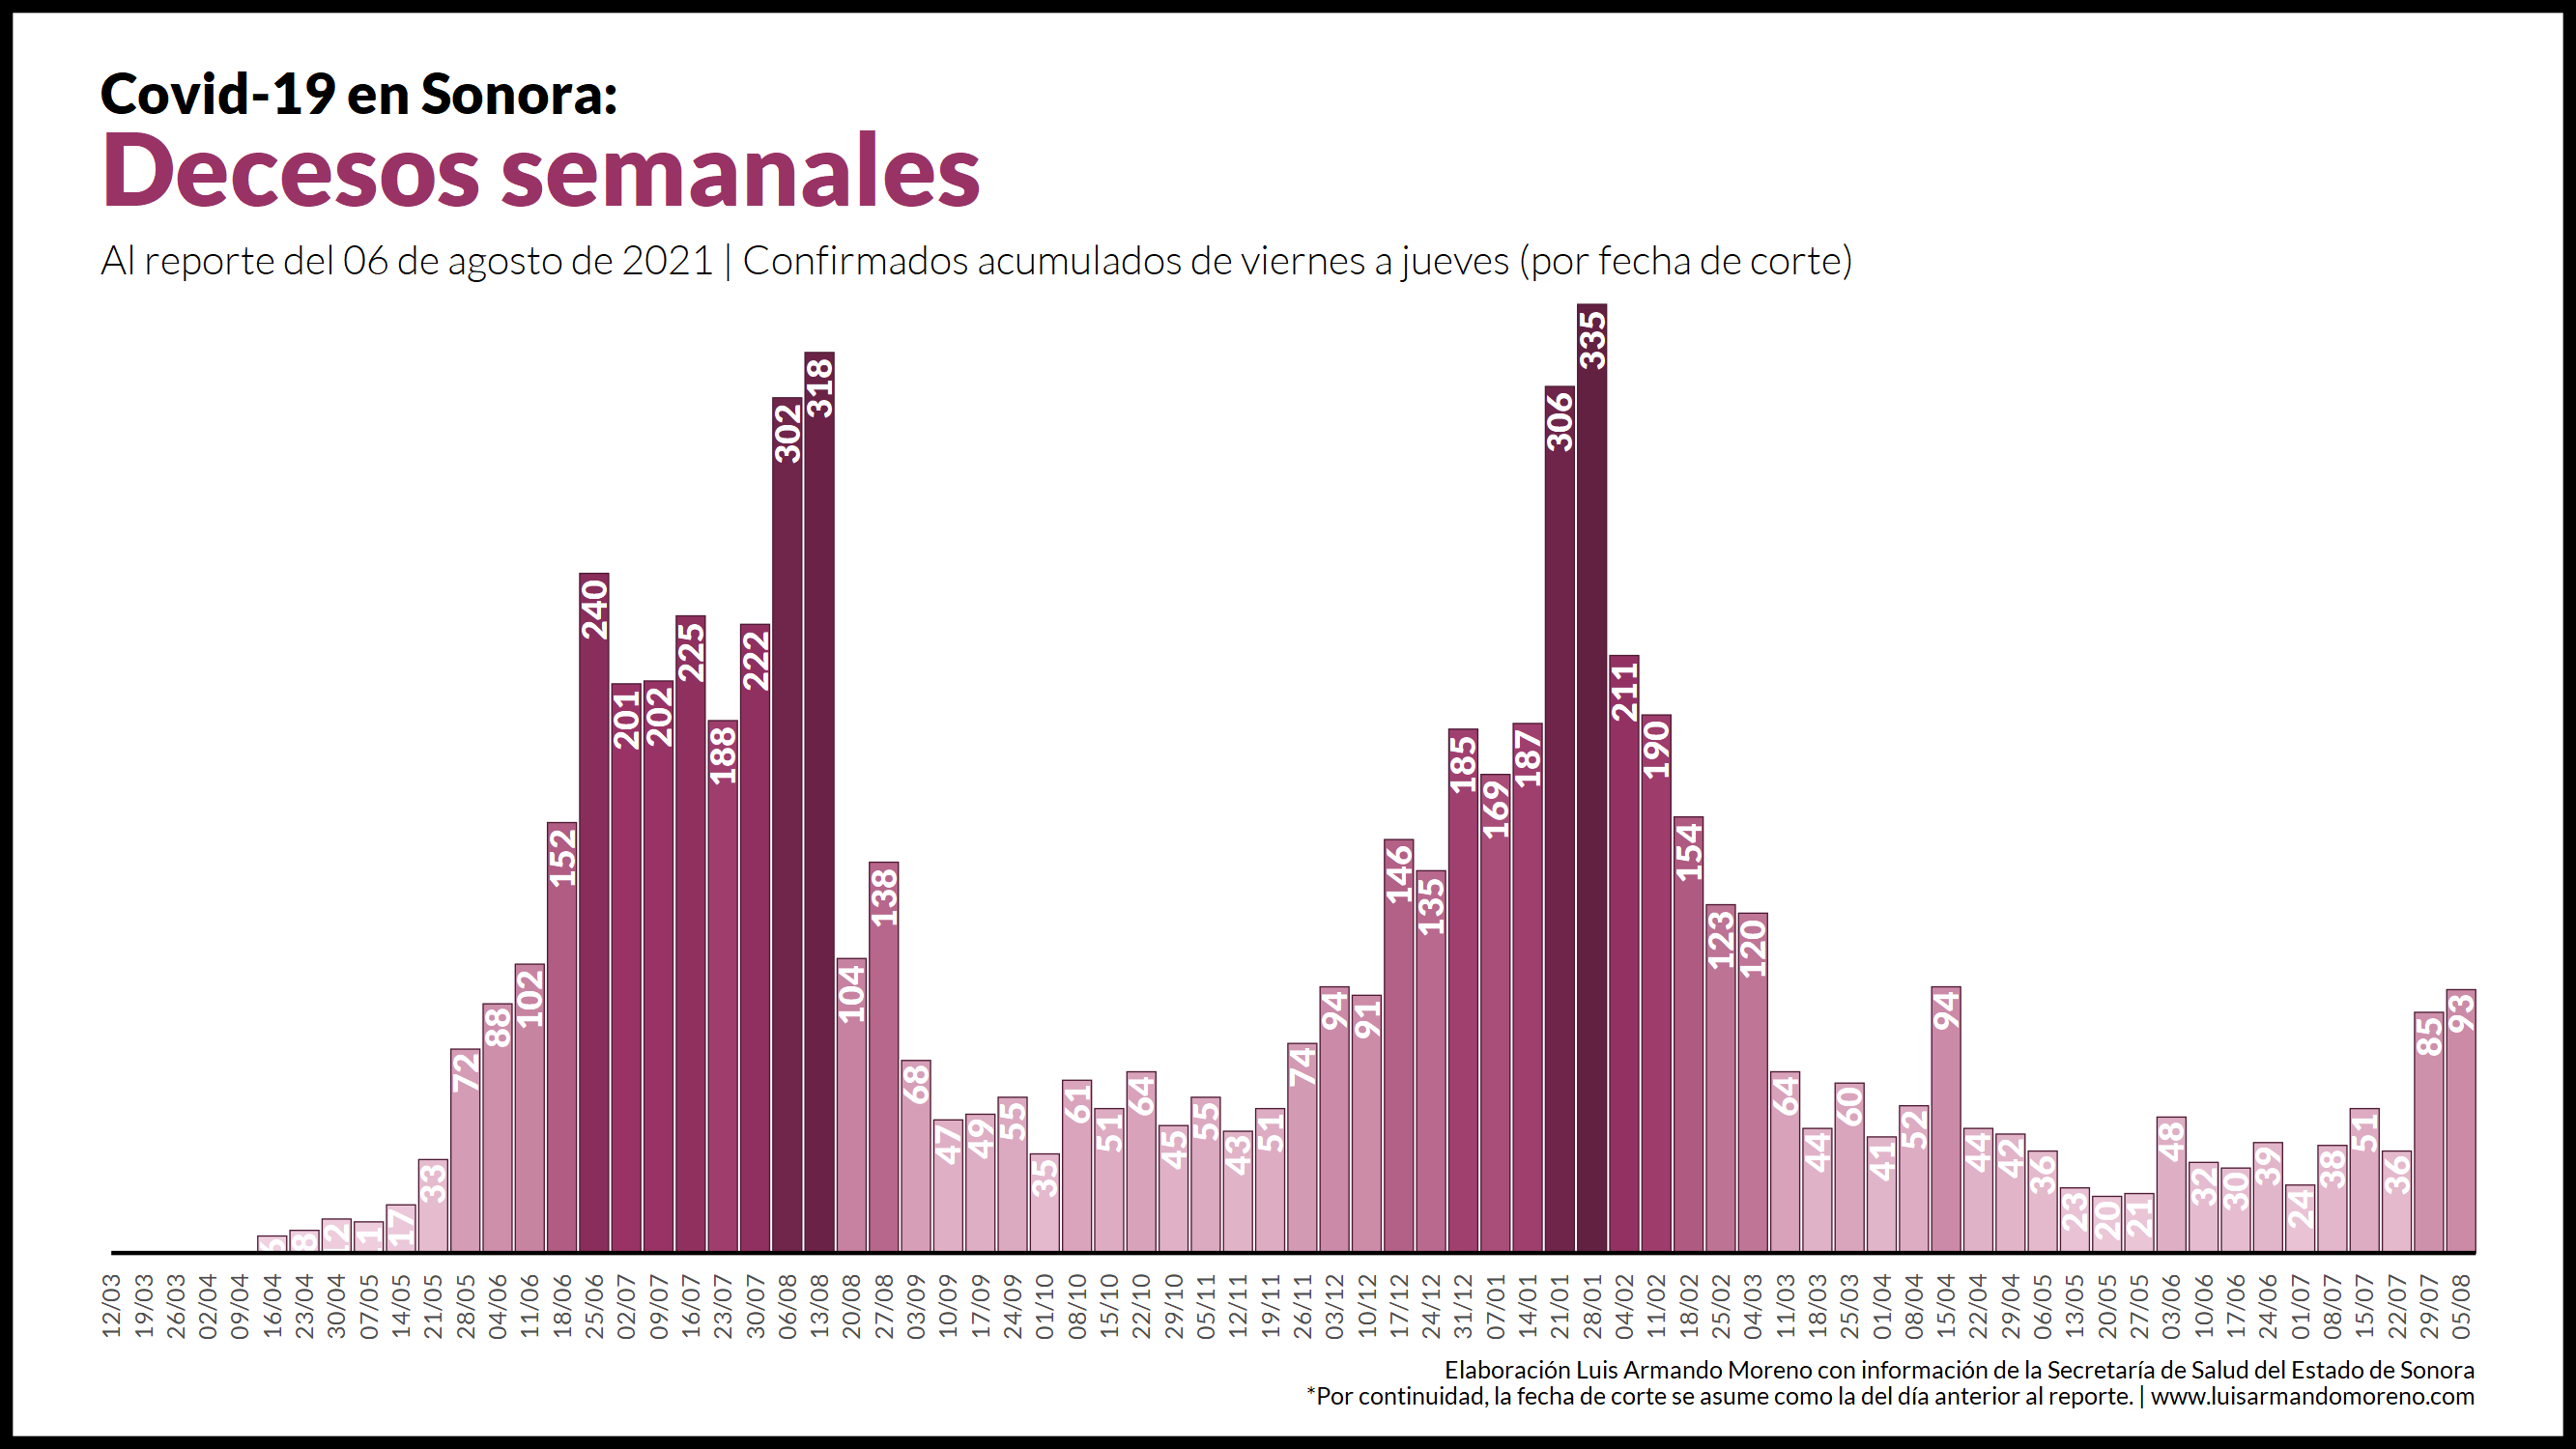 Covid-19 en Sonora:
Decesos semanales
Al reporte del 06 de agosto de 2021 | Confirmados acumulados de viernes a jueves (por fecha de corte)
6 8 12 11 17 33 72 88 102 152 240 201 202 225 188 222 302 318 104 138 68 47 49 55 35 61 51 64 45 55 43 51 74 94 91 146 135 185 169 187 306 335 211 190 154 123 120 64 44 60 41 52 94 44 42 36 23 20 21 48 32 30 39 24 38 51 36 85 93
12/03 19/03 26/03 02/04 09/04 16/04 23/04 30/04 07/05 14/05 21/05 28/05 04/06 11/06 18/06 25/06 02/07 09/07 16/07 23/07 30/07 06/08 13/08 20/08 27/08 03/09 10/09 17/09 24/09 01/10 08/10 15/10 22/10 29/10 05/11 12/11 19/11 26/11 03/12 10/12 17/12 24/12 31/12 07/01 14/01 21/01 28/01 04/02 11/02 18/02 25/02 04/03 11/03 18/03 25/03 01/04 08/04 15/04 22/04 29/04 06/05 13/05 20/05 27/05 03/06 10/06 17/06 24/06 01/07 08/07 15/07 22/07 29/07 05/08
Elaboración Luis Armando Moreno con información de la Secretaría de Salud del Estado de Sonora
*Por continuidad, la fecha de corte se asume como la del día anterior al reporte. | www.luisarmandomoreno.com